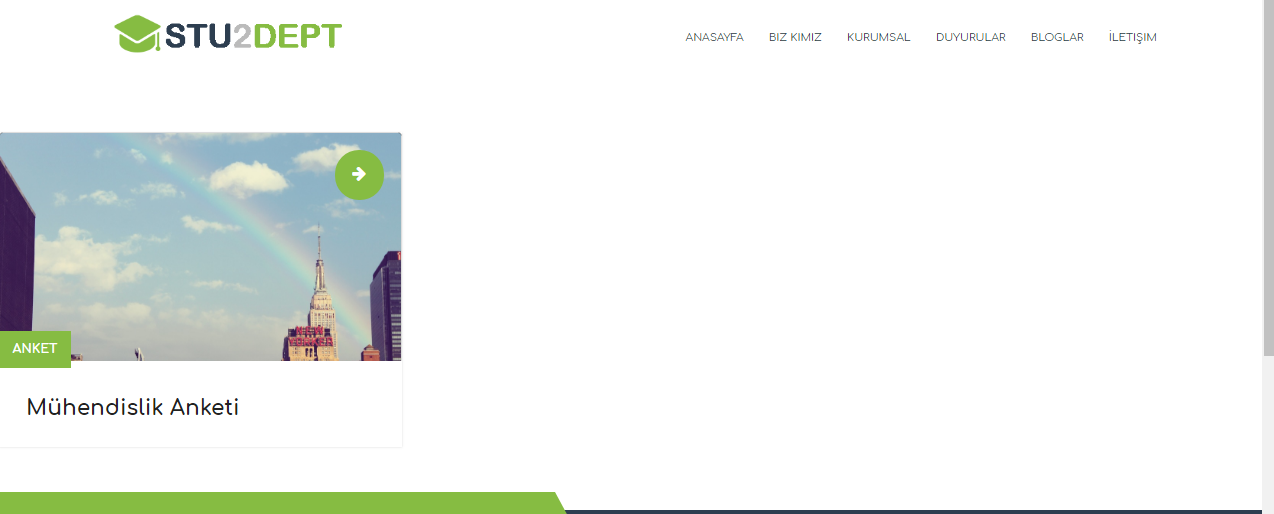 STU2DEPT
ANASAYFA BIZ KIMIZ KURUMSAL DUYURULAR BLOGLAR İLETIŞIM
ANKET
Mühendislik Anketi